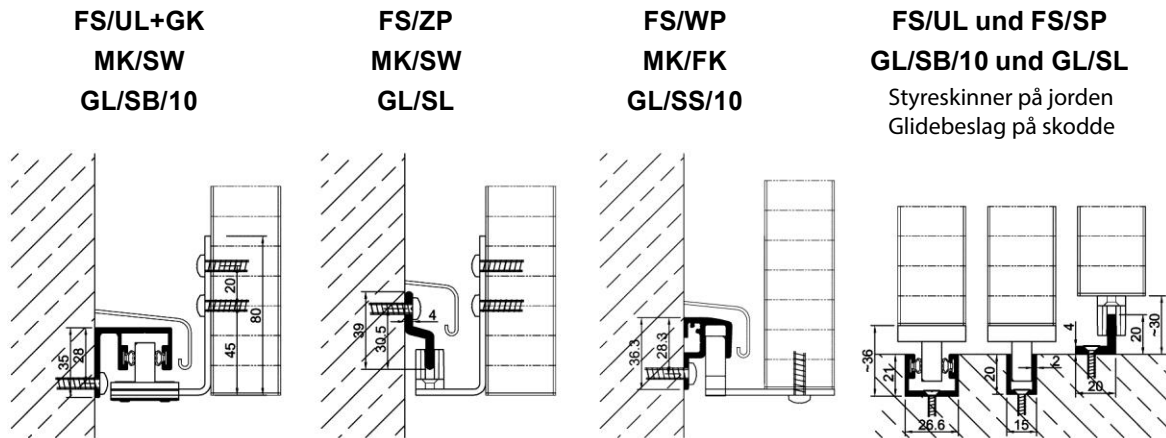 FS/UL+GK
MK/SW
GL/SB/10
FS/ZP
MK/SW
GL/SL
FS/WP
MK/FK
GL/SS/10
FS/UL und FS/SP
GL/SB/10 und GL/SL
Styreskinner på jorden
Glidebeslag på skodde
35
28
20
45
80
39
30.5
4
36.3
28.3
~36
21
26.6
20
15
2
4
20
20
~30